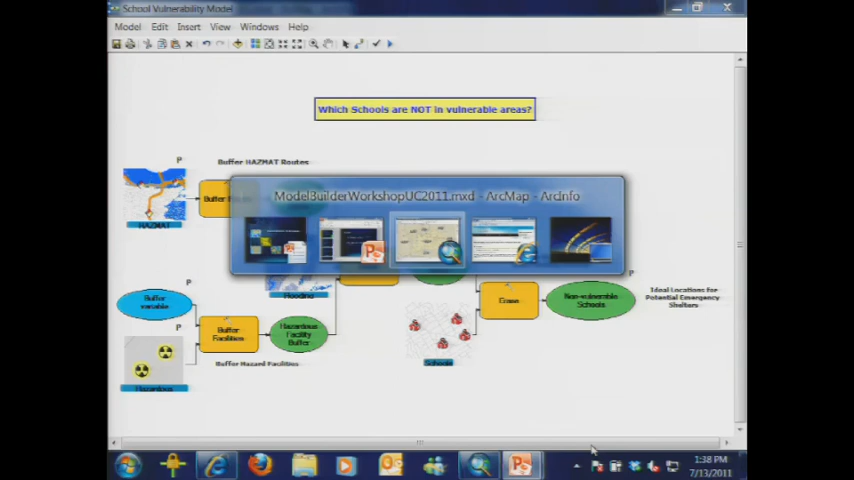 School Vulnerability Model
Model Edit Insert View Windows Help
Which Schools are NOT in vulnerable areas?
P
Buffer HAZMAT Routes
ModelBuilderWorkshopUC2011.mxd - ArcMap - ArcInfo
HAZMAT
P
P
Buffer
variable
Flooding
Erase
Non-vulnerable
Schools
Ideal Locations for
Potential Emergency
Shelters
P
Buffer
Facilities
Hazardous
Facility
Buffer
Buffer Hazard Facilities
Schools
Hazardous
1:38 PM
7/13/2011